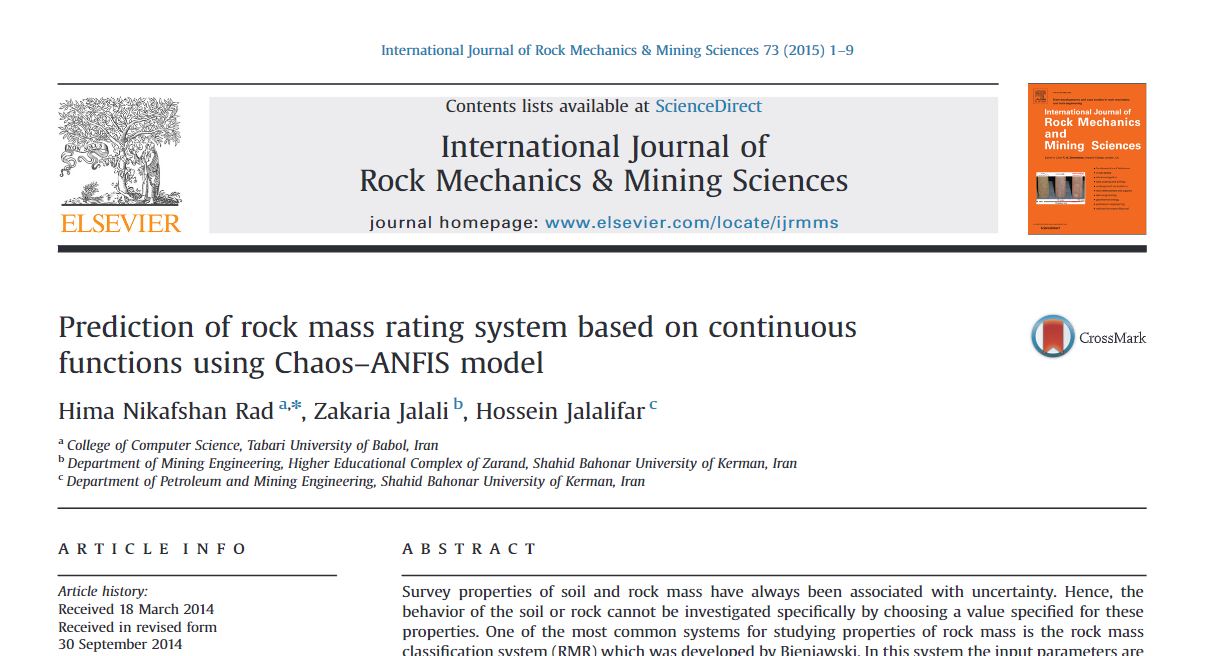 International Journal of Rock Mechanics & Mining Sciences 73 (2015) 1–9
Contents lists available at ScienceDirect
International Journal of
Rock Mechanics & Mining Sciences
journal homepage: www.elsevier.com/locate/ijrmms
ELSEVIER
International Journal of
Rock Mechanics
and
Mining Sciences
Prediction of rock mass rating system based on continuous
functions using Chaos–ANFIS model
CrossMark
Hima Nikafshan Rad a,*, Zakaria Jalali b, Hossein Jalalifar c
a College of Computer Science, Tabari University of Babol, Iran
b Department of Mining Engineering, Higher Educational Complex of Zarand, Shahid Bahonar University of Kerman, Iran
c Department of Petroleum and Mining Engineering, Shahid Bahonar University of Kerman, Iran
ARTICLE INFO
Article history:
Received 18 March 2014
Received in revised form
30 September 2014
ABSTRACT
Survey properties of soil and rock mass have always been associated with uncertainty. Hence, the
behavior of the soil or rock cannot be investigated specifically by choosing a value specified for these
properties. One of the most common systems for studying properties of rock mass is the rock mass
classification system (RMR) which was developed by Bieniawski. In this system the input parameters are